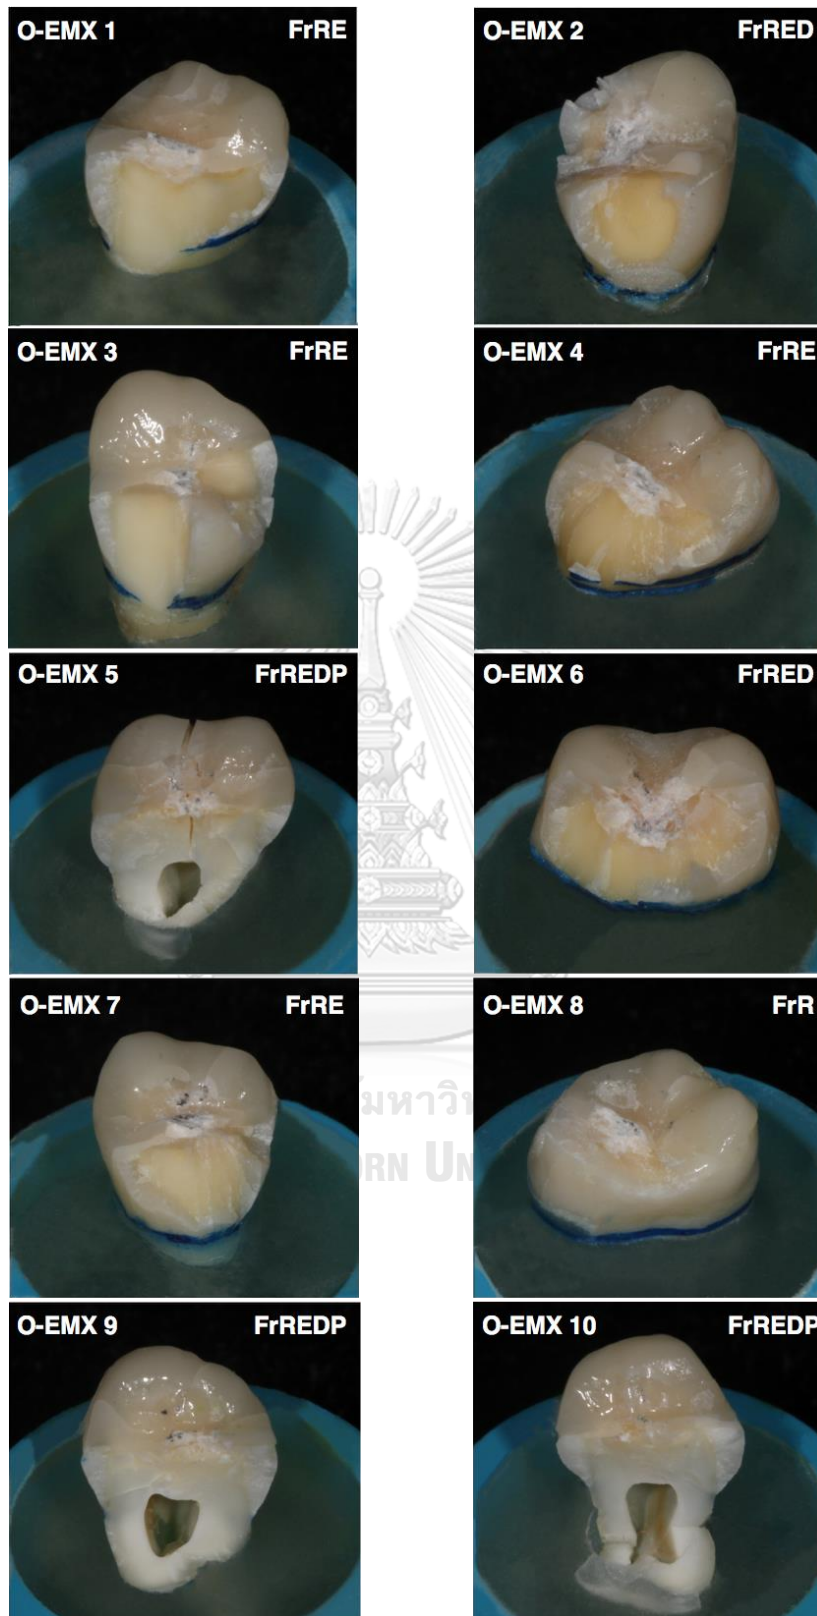 O-EMX 1 FrRE
O-EMX 2 FrRED
O-EMX 3 FrRE
O-EMX 4 FrRE
O-EMX 5 FrREDP
O-EMX 6 FrRED
O-EMX 7 FrRE
O-EMX 8 FrR
O-EMX 9 FrREDP
O-EMX 10 FrREDP